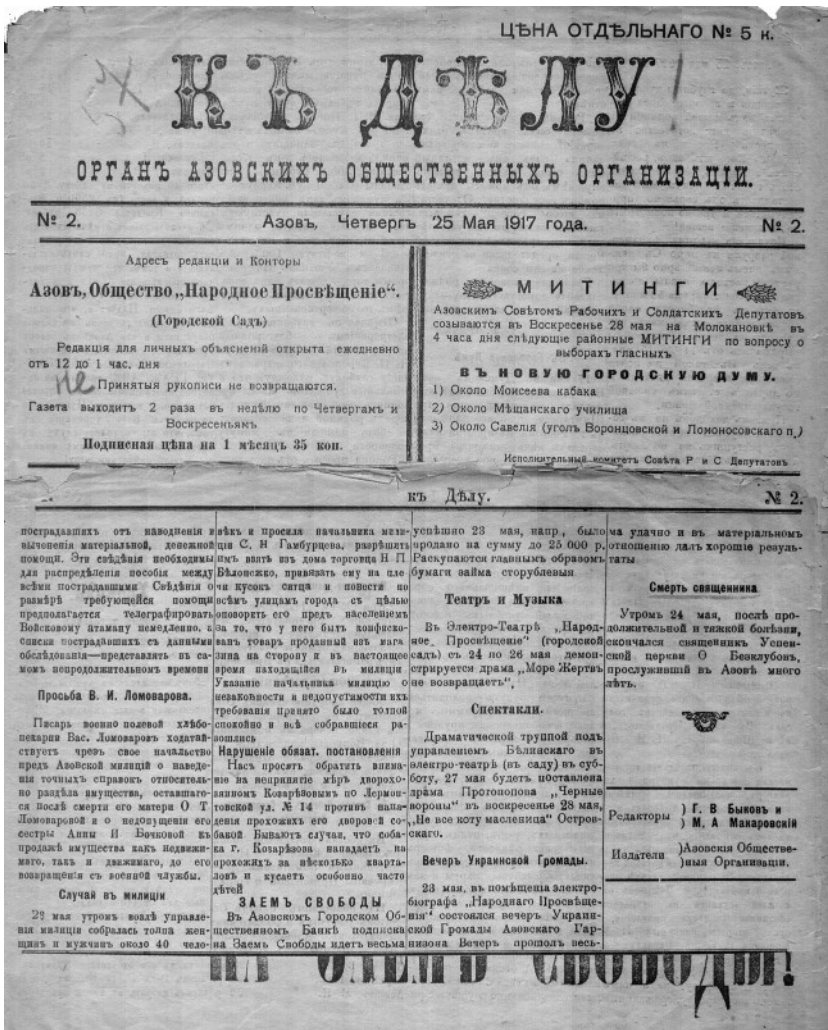 ЦѢНА ОТДѢЛЬНАГО № 5 к.
КЪ ДѢЛУ
ОРГАНЪ АЗОВСКИХЪ ОБЩЕСТВЕННЫХЪ ОРГАНИЗАЦІИ.
№ 2.
Азовъ, Четвергъ 25 Мая 1917 года.
№ 2.
Адресъ редакціи и Конторы
Азовъ, Общество „Народное Просвѣщеніе“.
(Городской Садъ)
Редакція для личныхъ объясненій открыта ежедневно
отъ 12 до 1 час. дня
Не Принятыя рукописи не возвращаются.
Газета выходитъ 2 раза въ недѣлю по Четвергамъ и
Воскресеньямъ
Подписная цѣна на 1 мѣсяцъ 35 коп.
МИТИНГИ
Азовскимъ Совѣтомъ Рабочихъ и Солдатскихъ Депутатовъ
созываются въ Воскресенье 28 мая на Молокановкѣ въ
4 часа дня слѣдующіе районные МИТИНГИ по вопросу о
выборахъ гласныхъ
ВЪ НОВУЮ ГОРОДСКУЮ ДУМУ.
1) Около Моисеева кабака
2) Около Мѣщанскаго училища
3) Около Савелія (уголъ Воронцовской и Ломоносовскаго п.)
Исполнительный комитетъ Совѣта Р и С Депутатовъ
къ Дѣлу.
№ 2.
пострадавшихъ отъ наводненія и
выченія матеріальной, денежной
помощи. Эти свѣдѣнія необходимы
для распредѣленія пособія между
всѣми пострадавшими Свѣдѣнія о
размѣрѣ требующейся помощи
предполагается телеграфировать
Войсковому атаману немедленно, а
списки пострадавшихъ съ данными
обслѣдованія—представлять въ са-
момъ непродолжительномъ времени
Просьба В. И. Ломоварова.
Писарь военно полевой хлѣбо-
пекарни Вас. Ломоваровъ ходатай-
ствуетъ чрезъ свое начальство
предъ Азовской милиціей о наведе-
ніи точныхъ справокъ относитель-
но раздѣла имущества, оставшаго-
ся послѣ смерти его матери О Т
Ломоваровой и о недопущеніи его
сестры Анны И Бочковой къ
продажѣ имущества какъ недвижи-
маго, такъ и движимаго, до его
возвращенія съ военной службы.
Случай въ милиціи
мая утромъ возлѣ управле-
нія милиціи собралась толпа жен-
щинъ и мужчинъ около 40 чело-
вѣкъ и просила начальника мили-
ціи С. Н Гамбурцева, разрѣшить
имъ взять изъ дома торговца Н П
Бѣлоножко, привязать ему на пле
чи кусокъ ситца и повести по
всѣмъ улицамъ города съ цѣлью
опозорить его предъ населеніемъ
за то, что у него былъ конфиско-
ванъ товаръ проданный изъ мага
зина на сторону и въ настоящее
время находящійся въ милиціи
Указаніе начальника милицію о
незаконности и недопустимости ихъ
требованія принято было толпой
спокойно и всѣ собравшіеся ра-
зошлись
Нарушеніе обязат. постановленія
Насъ просятъ обратить внима-
ніе на непринятіе мѣръ дворохо-
зяиномъ Козарѣзовымъ по Лермон-
товской ул. № 14 противъ напа-
денія прохожихъ его дворовой со-
бакой Бываютъ случаи, что соба-
ка г. Козарѣзова нападаетъ на
прохожихъ за нѣсколько кварта-
ловъ и кусаетъ особенно часто
дѣтей
ЗАЕМЪ СВОБОДЫ
Въ Азовскомъ Городскомъ Об-
щественномъ Банкѣ подписка
на Заемъ Свободы идетъ весьма
успѣшно 23 мая, напр, было
продано на сумму до 25 000 р.
Раскупаются главнымъ образомъ
бумаги займа сторублевыя
Театръ и Музыка
Въ Электро-Театрѣ „Народ-
ное Просвѣщеніе“ (городской
садъ) съ 24 по 26 мая демон-
стрируется драма „Море Жертвъ
не возвращаетъ“,
Спектакли.
Драматической труппой подъ
управленіемъ Бѣлинскаго въ
электро-театрѣ (въ саду) въ суб-
боту, 27 мая будетъ поставлена
драма Протопопова „Черные
вороны“ въ воскресенье 28 мая,
„Не все коту масленица“ Остров-
скаго.
Вечеръ Украинской Громады.
23 мая, въ помѣщеніи электро-
біографа „Народнаго Просвѣще-
нія“ состоялся вечеръ Украин-
ской Громады Азовскаго Гар-
низона Вечеръ прошолъ весь-
ма удачно и въ матеріальномъ
отношеніи далъ хорошіе резуль-
таты
Смерть священника
Утромъ 24 мая, послѣ про-
должительной и тяжкой болѣзни,
скончался священникъ Успен-
ской церкви О Безклубовъ,
прослужившій въ Азовѣ много
лѣтъ.
Редакторы ) Г. В Быковъ и
) М. А Макаровскій
Издатели )Азовскія Обществе-
)ныя Организаціи.
СВОБОДЫ!